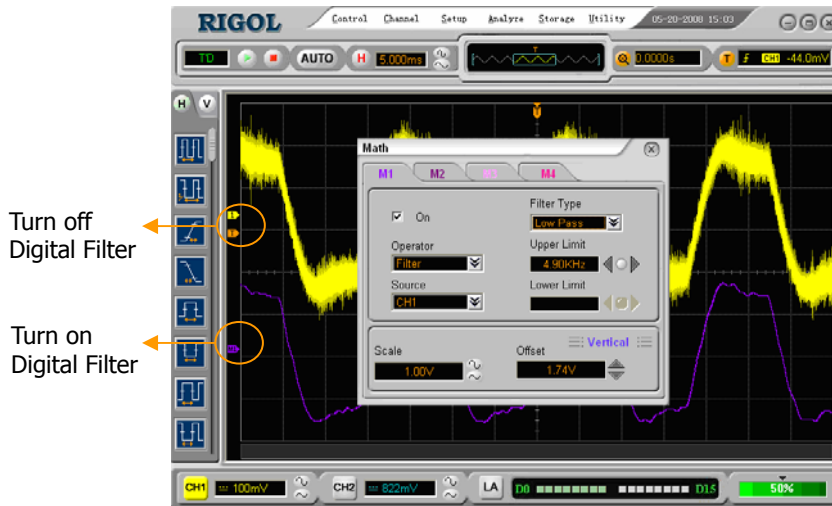 RIGOL Control Channel Setup Analyze Storage Utility 05-20-2008 15:03
TD AUTO H 5.000ms T 0.0000s T CH1 -44.0mV
H V
T
Math
M1 M2 M3 M4
On
Filter Type
Low Pass
Operator
Filter
Upper Limit
4.90KHz
Source
CH1
Lower Limit
Vertical
Scale
1.00V
Offset
1.74V
1
T
M1
Turn off
Digital Filter
Turn on
Digital Filter
CH1 100mV CH2 822mV LA D0 D15 50%